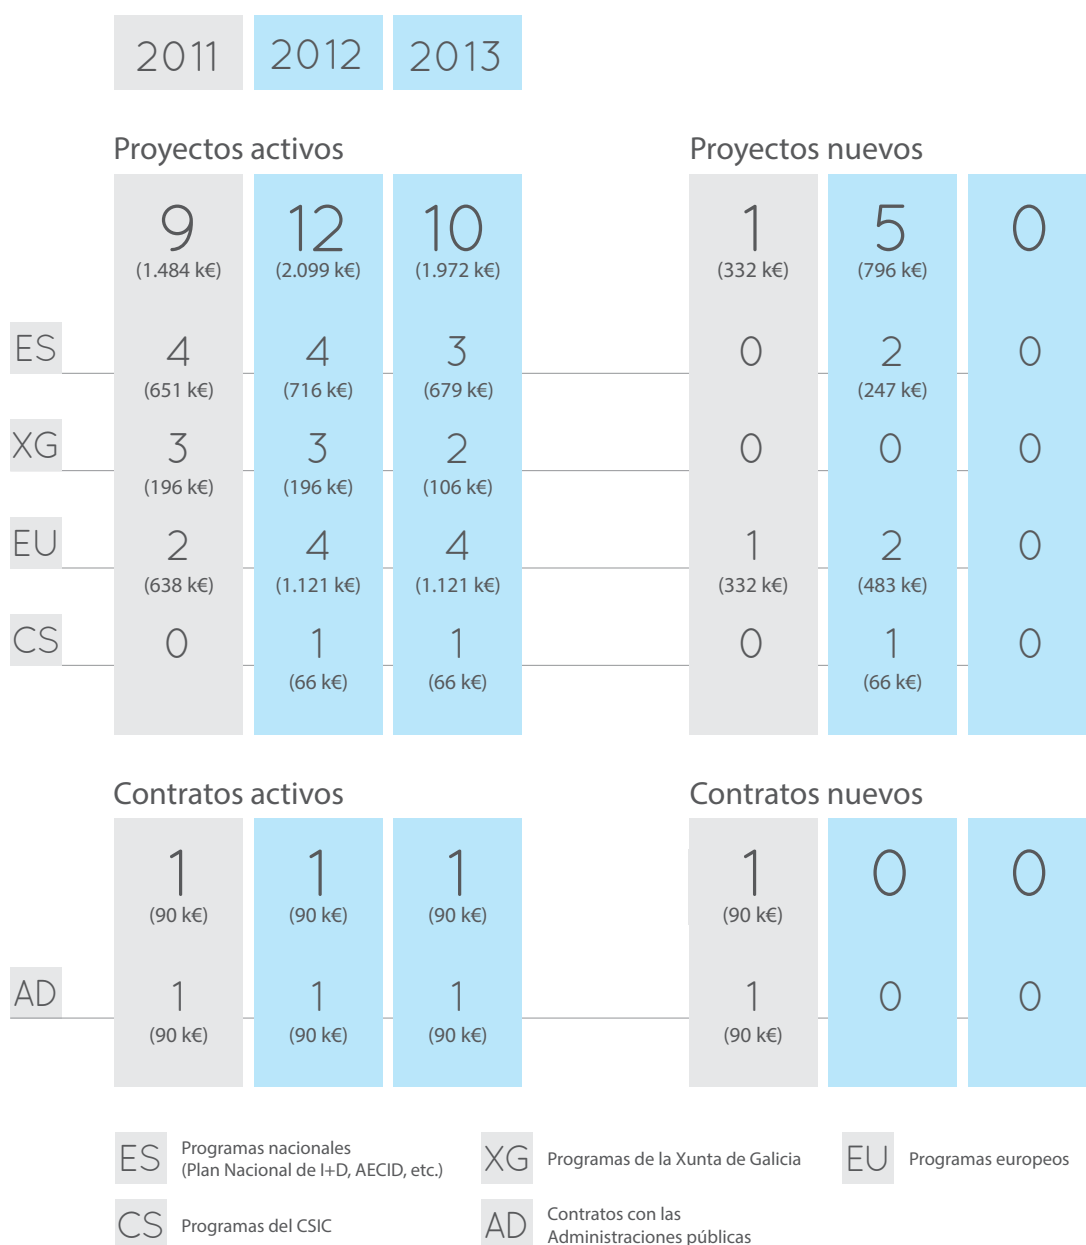 2011 2012 2013
Proyectos activos Proyectos nuevos
9 12 10 1 5 0
(1.484 k€) (2.099 k€) (1.972 k€) (332 k€) (796 k€)
ES 4 4 3 0 2 0
(651 k€) (716 k€) (679 k€) (247 k€)
XG 3 3 2 0 0 0
(196 k€) (196 k€) (106 k€)
EU 2 4 4 1 2 0
(638 k€) (1.121 k€) (1.121 k€) (332 k€) (483 k€)
CS 0 1 1 0 1 0
(66 k€) (66 k€) (66 k€)
Contratos activos Contratos nuevos
1 1 1 1 0 0
(90 k€) (90 k€) (90 k€) (90 k€)
AD 1 1 1 1 0 0
(90 k€) (90 k€) (90 k€) (90 k€)
ES Programas nacionales
(Plan Nacional de I+D, AECID, etc.)
XG Programas de la Xunta de Galicia
EU Programas europeos
CS Programas del CSIC
AD Contratos con las
Administraciones públicas